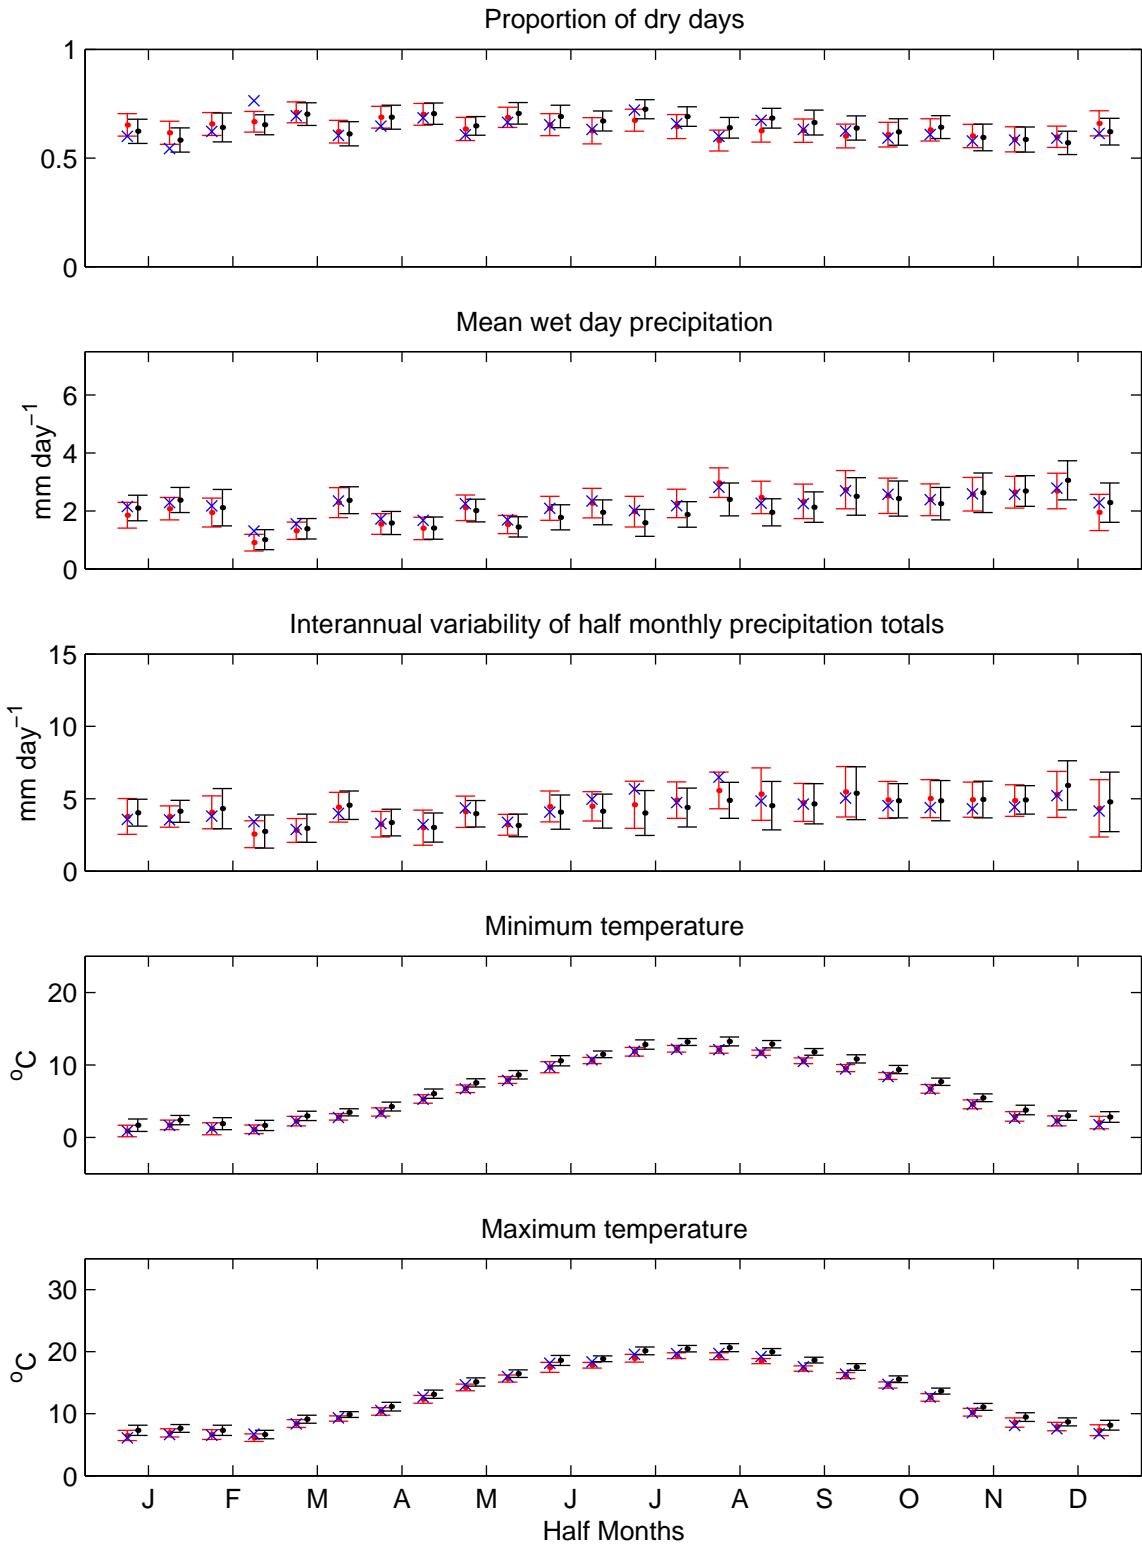 Proportion of dry days
1
0.5
0
Mean wet day precipitation
6
4
2
0
mm day⁻¹
Interannual variability of half monthly precipitation totals
15
10
5
0
mm day⁻¹
Minimum temperature
20
10
0
°C
Maximum temperature
30
20
10
0
°C
J F M A M J J A S O N D
Half Months